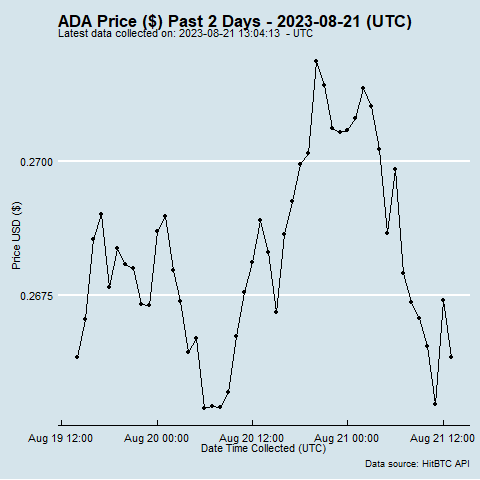 ADA Price ($) Past 2 Days - 2023-08-21 (UTC)
Latest data collected on: 2023-08-21 13:04:13 - UTC
0.2700
Price USD ($)
0.2675
Aug 19 12:00 Aug 20 00:00 Aug 20 12:00 Aug 21 00:00 Aug 21 12:00
Date Time Collected (UTC)
Data source: HitBTC API